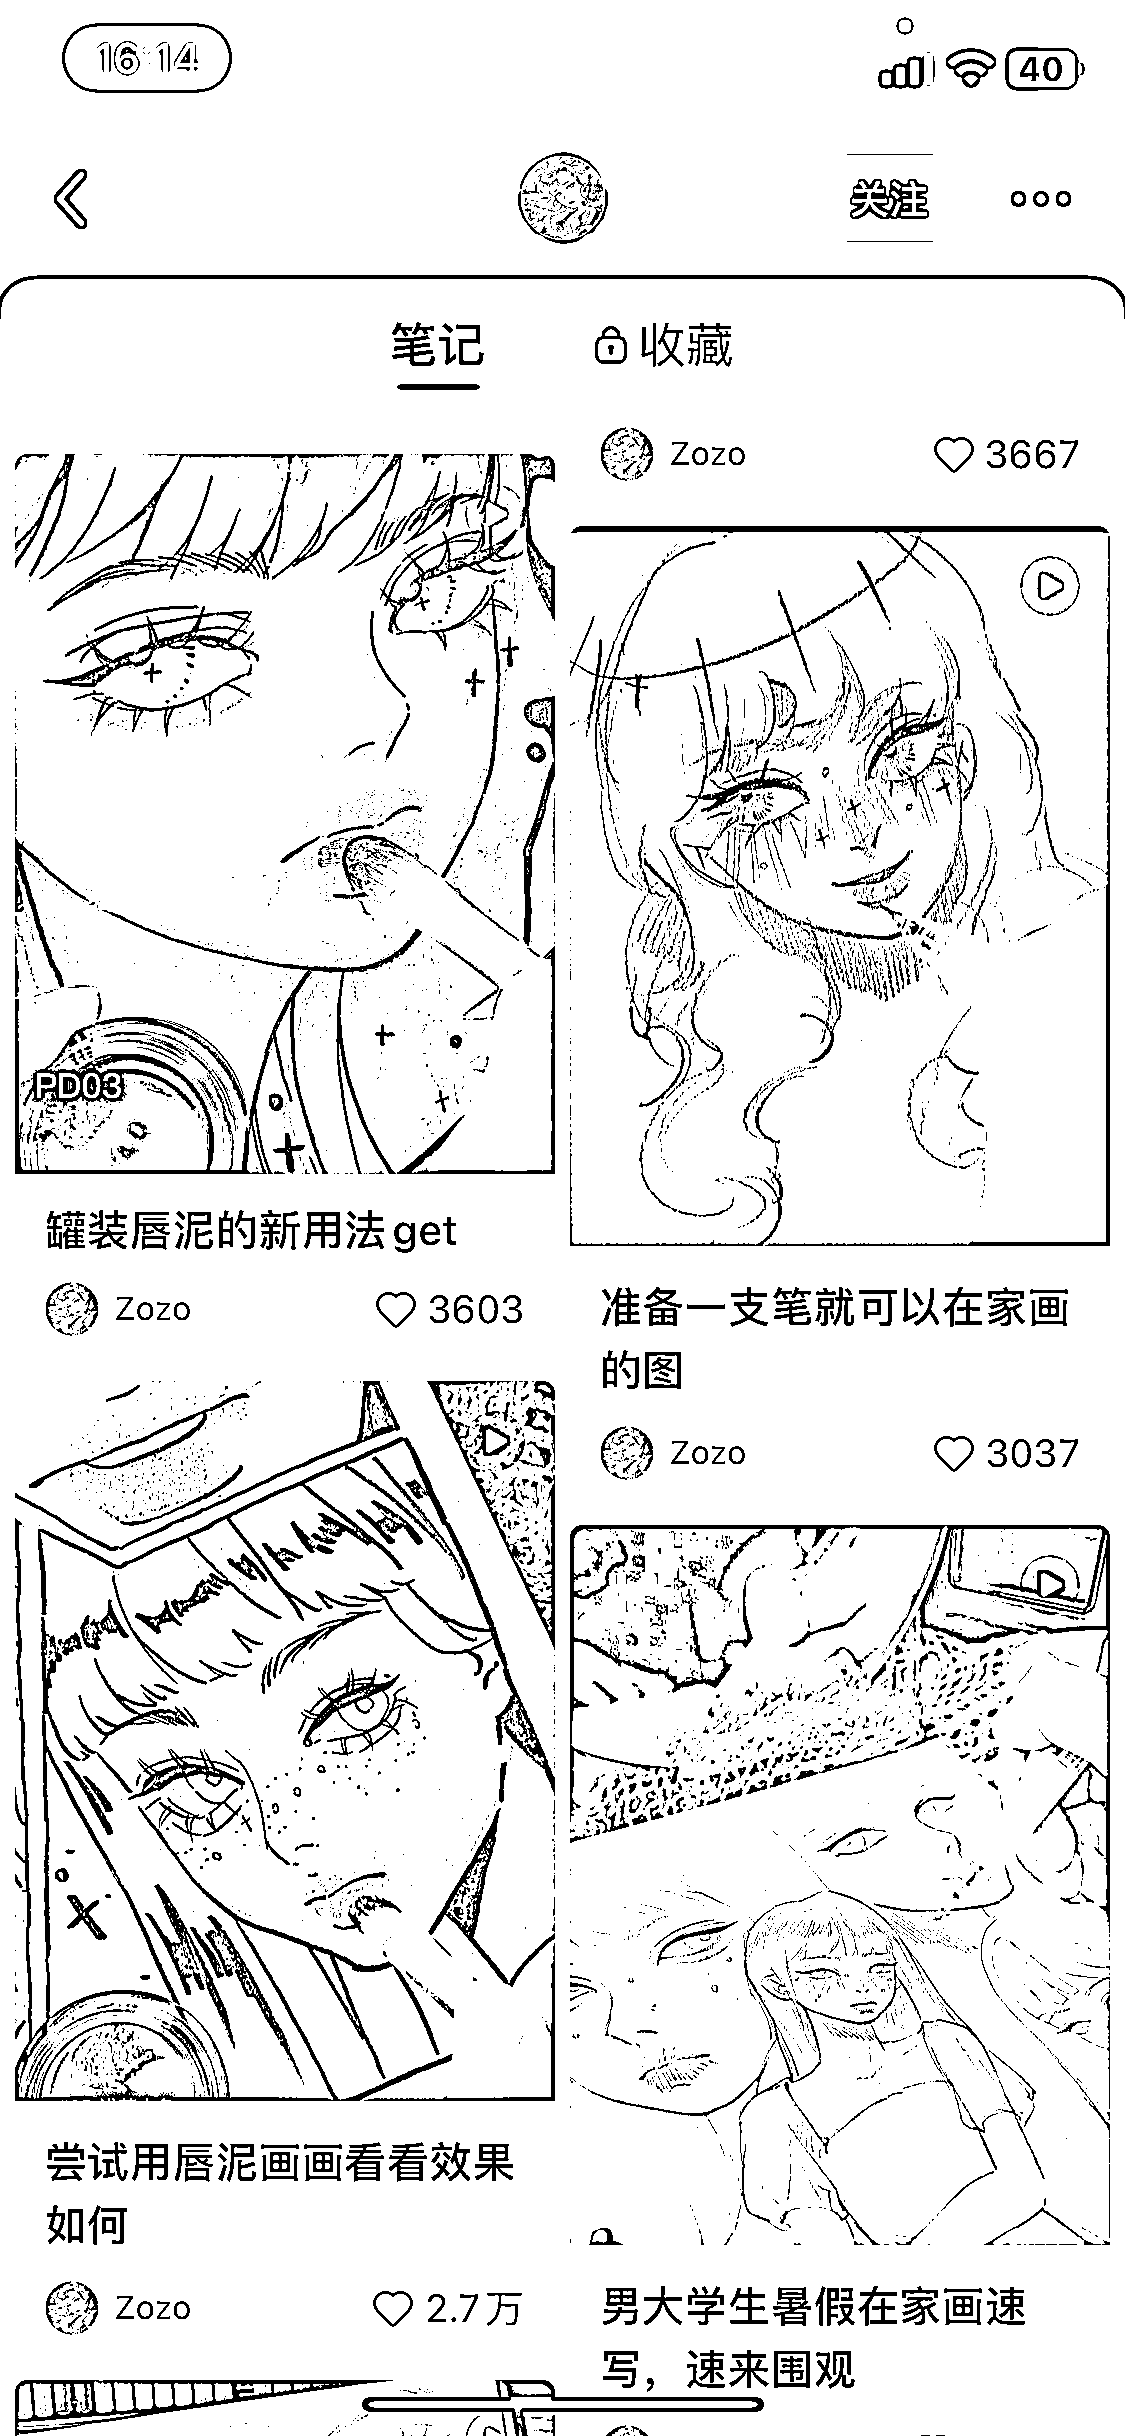 16:14
40
关注
笔记
收藏
Zozo
3667
PD03
罐装唇泥的新用法get
Zozo
3603
准备一支笔就可以在家画
的图
Zozo
3037
尝试用唇泥画画看看效果
如何
Zozo
2.7万
男大学生暑假在家画速
写，速来围观